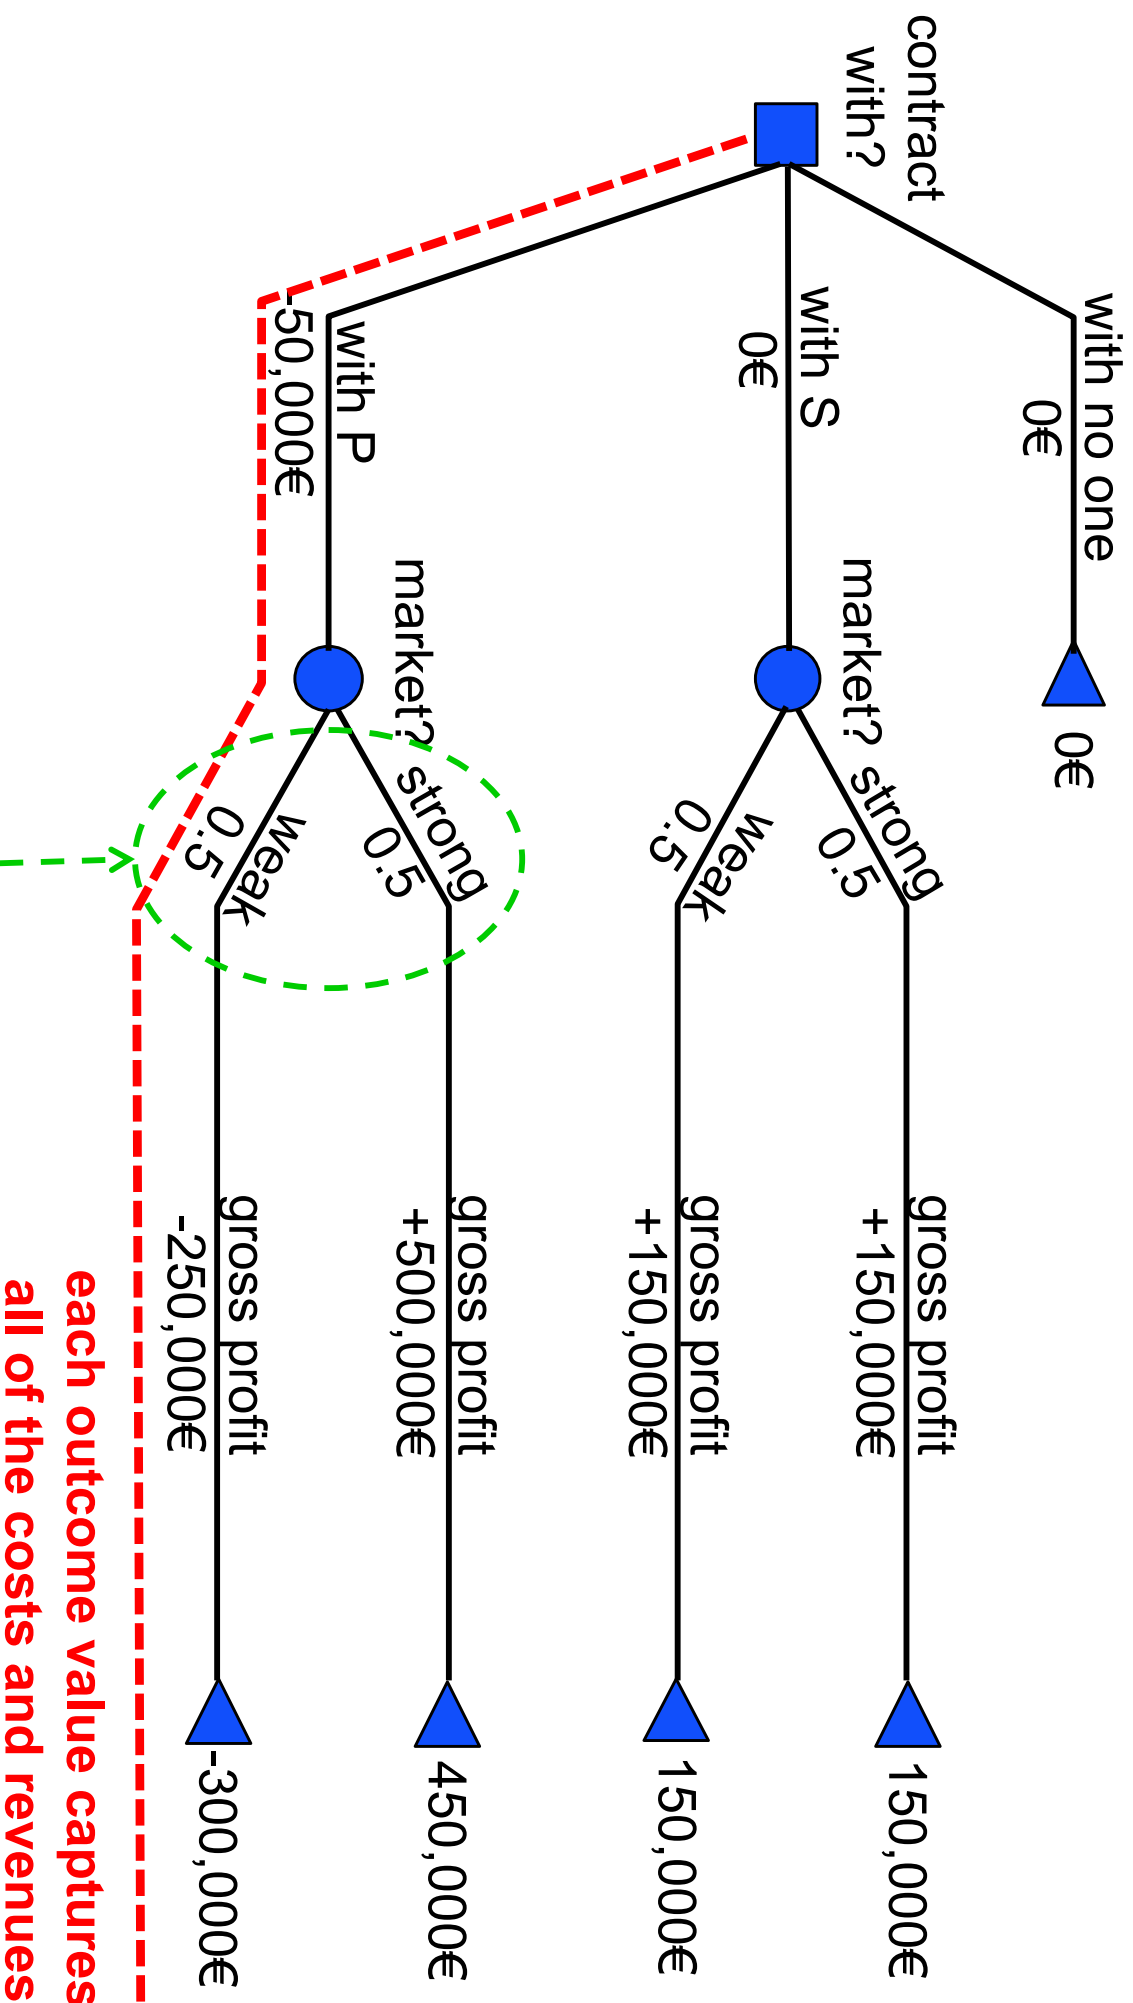 contract
with?
with no one
0€
0€
with S
0€
market?
strong
0.5
gross profit
+150,000€
150,000€
weak
0.5
gross profit
+150,000€
150,000€
with P
-50,000€
market?
strong
0.5
gross profit
+500,000€
450,000€
weak
0.5
gross profit
-250,000€
-300,000€
each outcome value captures
all of the costs and revenues